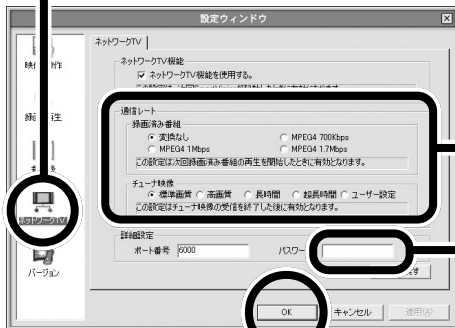 設定ウィンドウ
ネットワークTV
ネットワークTV機能
ネットワークTV機能を使用する。
通信レート
録画済み番組
変換なし
MPEG4 700Kbps
MPEG4 1Mbps
MPEG4 1.7Mbps
この設定は次回録画済み番組の再生を開始したときに有効となります。
チューナ映像
標準画質
高画質
長時間
超長時間
ユーザー設定
この設定はチューナ映像の受信を終了した後に有効となります。
ネットワークTV
バージョン
詳細設定
ポート番号
6000
パスワー
OK
キャンセル
適用(A)